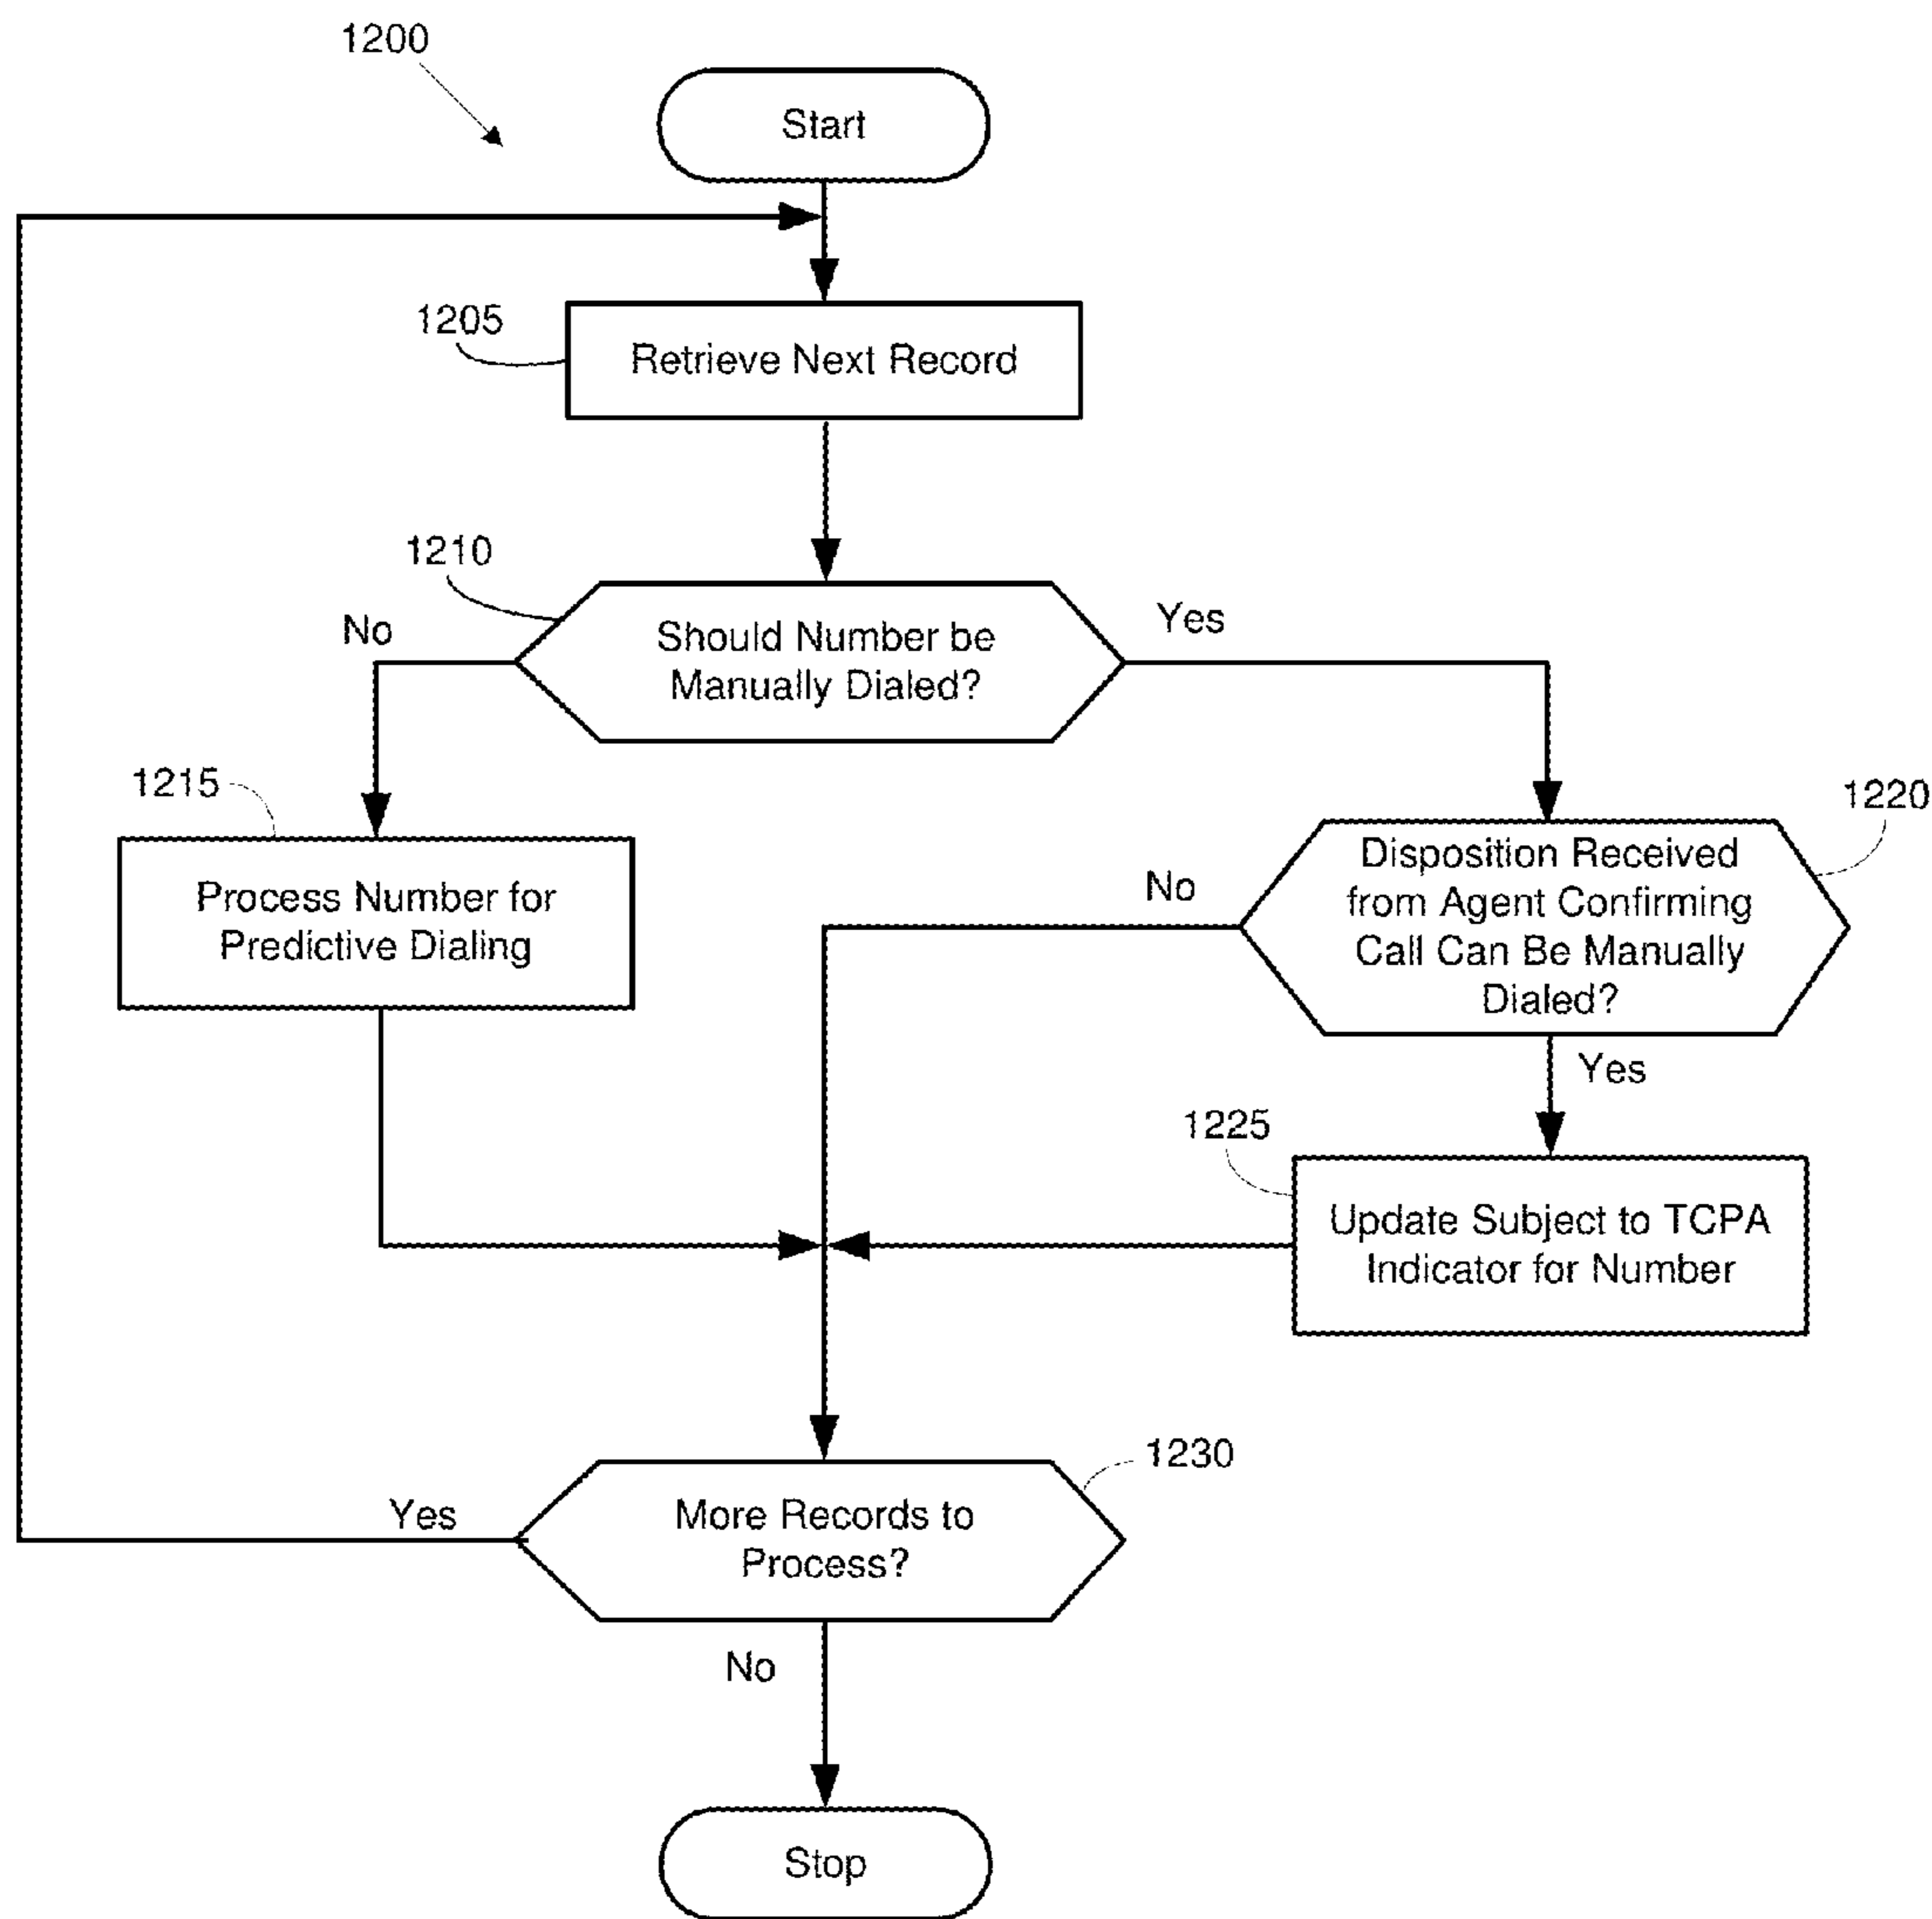 1200
Start
1205
Retrieve Next Record
1210
No
Should Number be
Manually Dialed?
Yes
1215
Process Number for
Predictive Dialing
1220
Disposition Received
from Agent Confirming
Call Can Be Manually
Dialed?
No
Yes
1225
Update Subject to TCPA
Indicator for Number
1230
Yes
More Records to
Process?
No
Stop